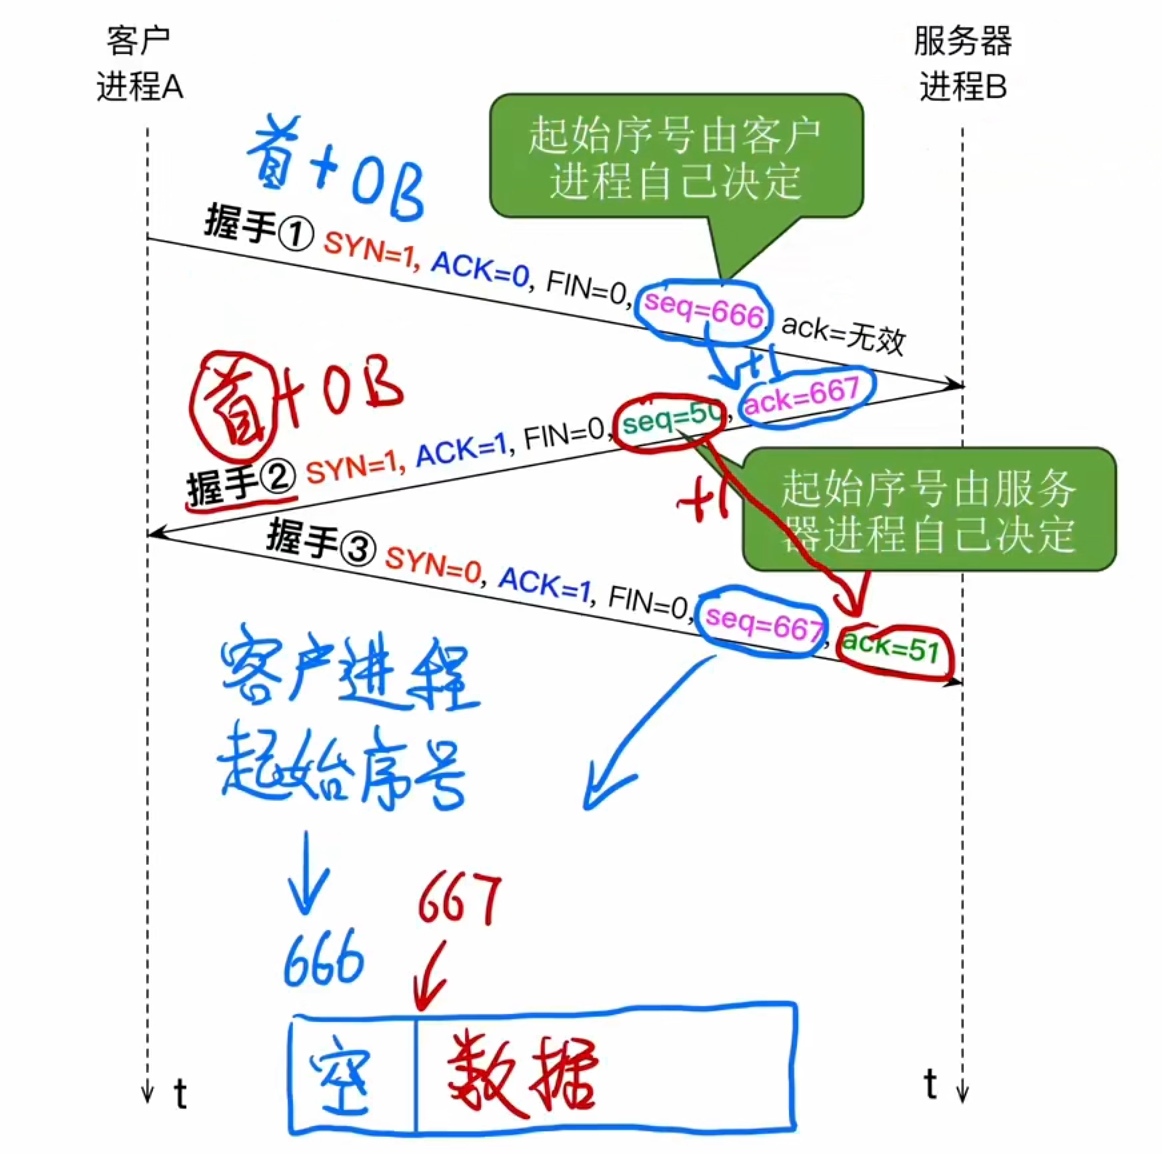 客户
进程A
服务器
进程B
起始序号由客户
进程自己决定
首+0B
握手① SYN=1, ACK=0, FIN=0, seq=666, ack=无效
+1
首+0B
握手② SYN=1, ACK=1, FIN=0, seq=50, ack=667
+1
起始序号由服务
器进程自己决定
握手③ SYN=0, ACK=1, FIN=0, seq=667, ack=51
客户进程
起始序号
667
666
空 数据
t
t